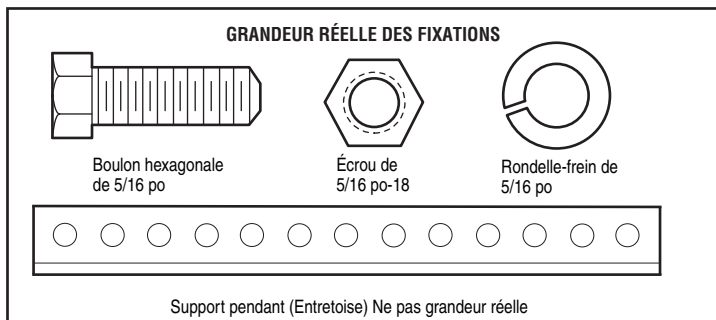 GRANDEUR RÉELLE DES FIXATIONS
Boulon hexagonale
de 5/16 po
Écrou de
5/16 po-18
Rondelle-frein de
5/16 po
Support pendant (Entretoise) Ne pas grandeur réelle